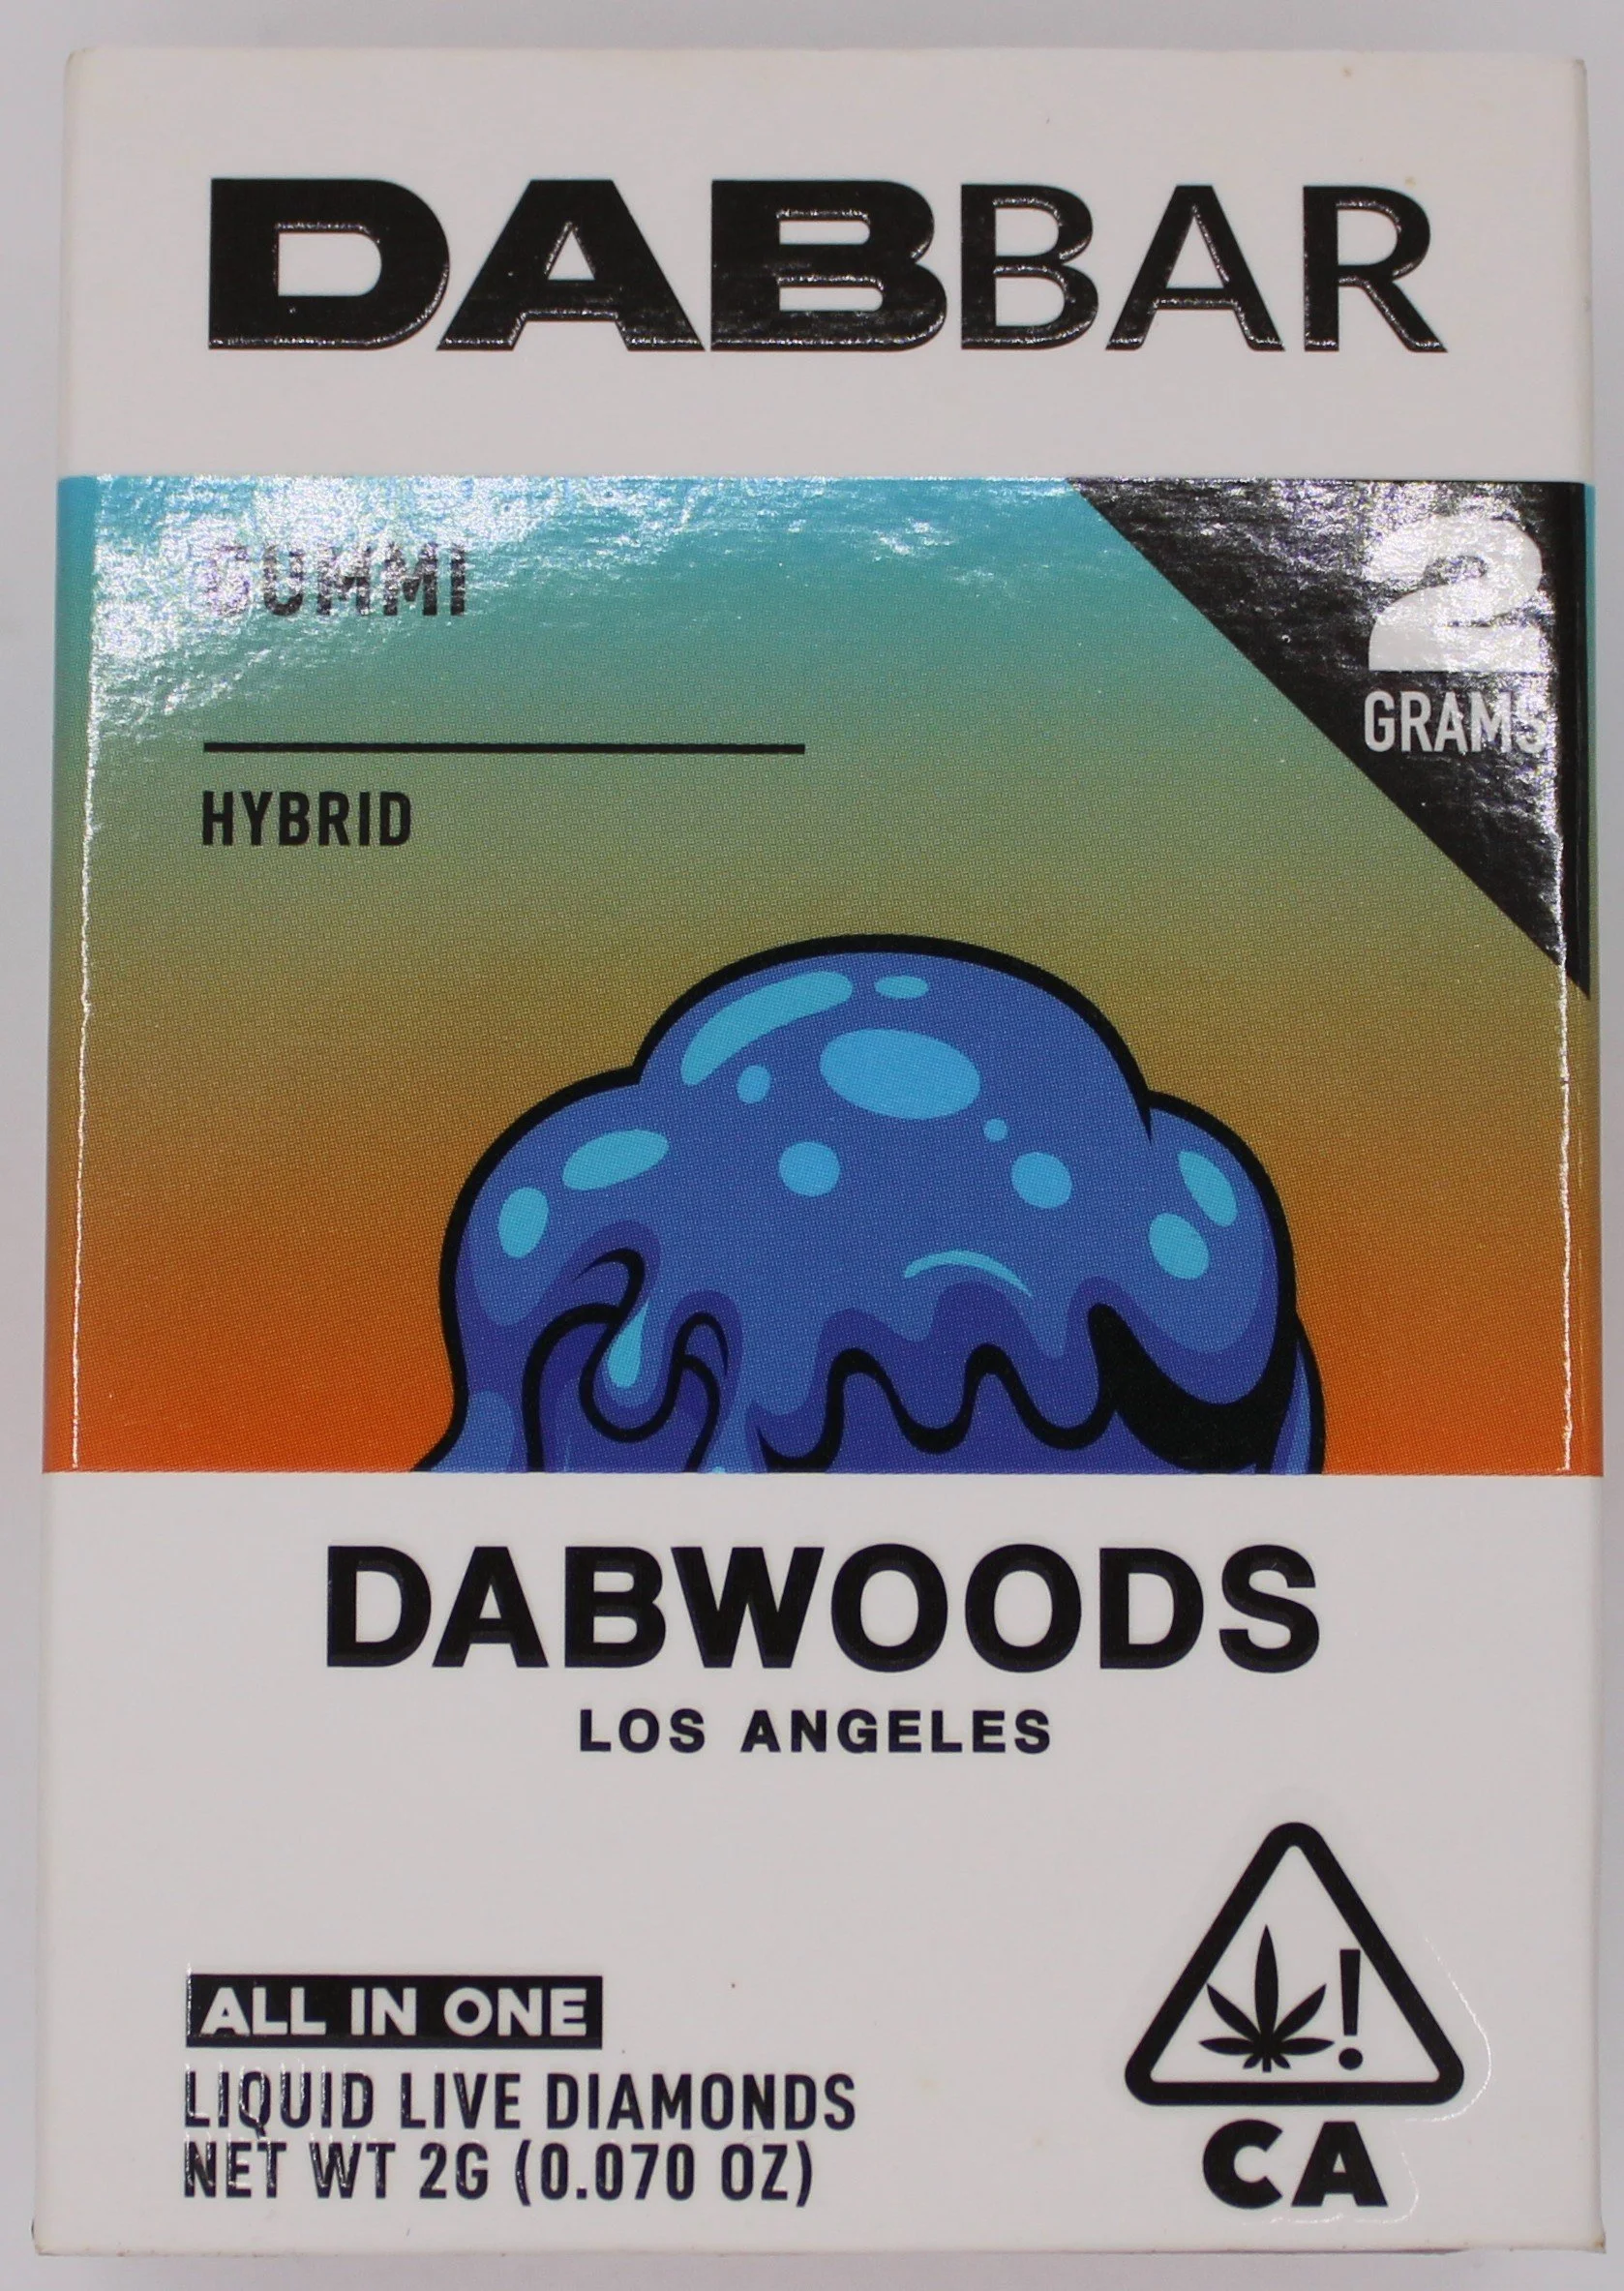 DABBAR
GUMMI
2
GRAMS
HYBRID
DABWOODS
LOS ANGELES
ALL IN ONE
LIQUID LIVE DIAMONDS
NET WT 2G (0.070 OZ)
!
CA